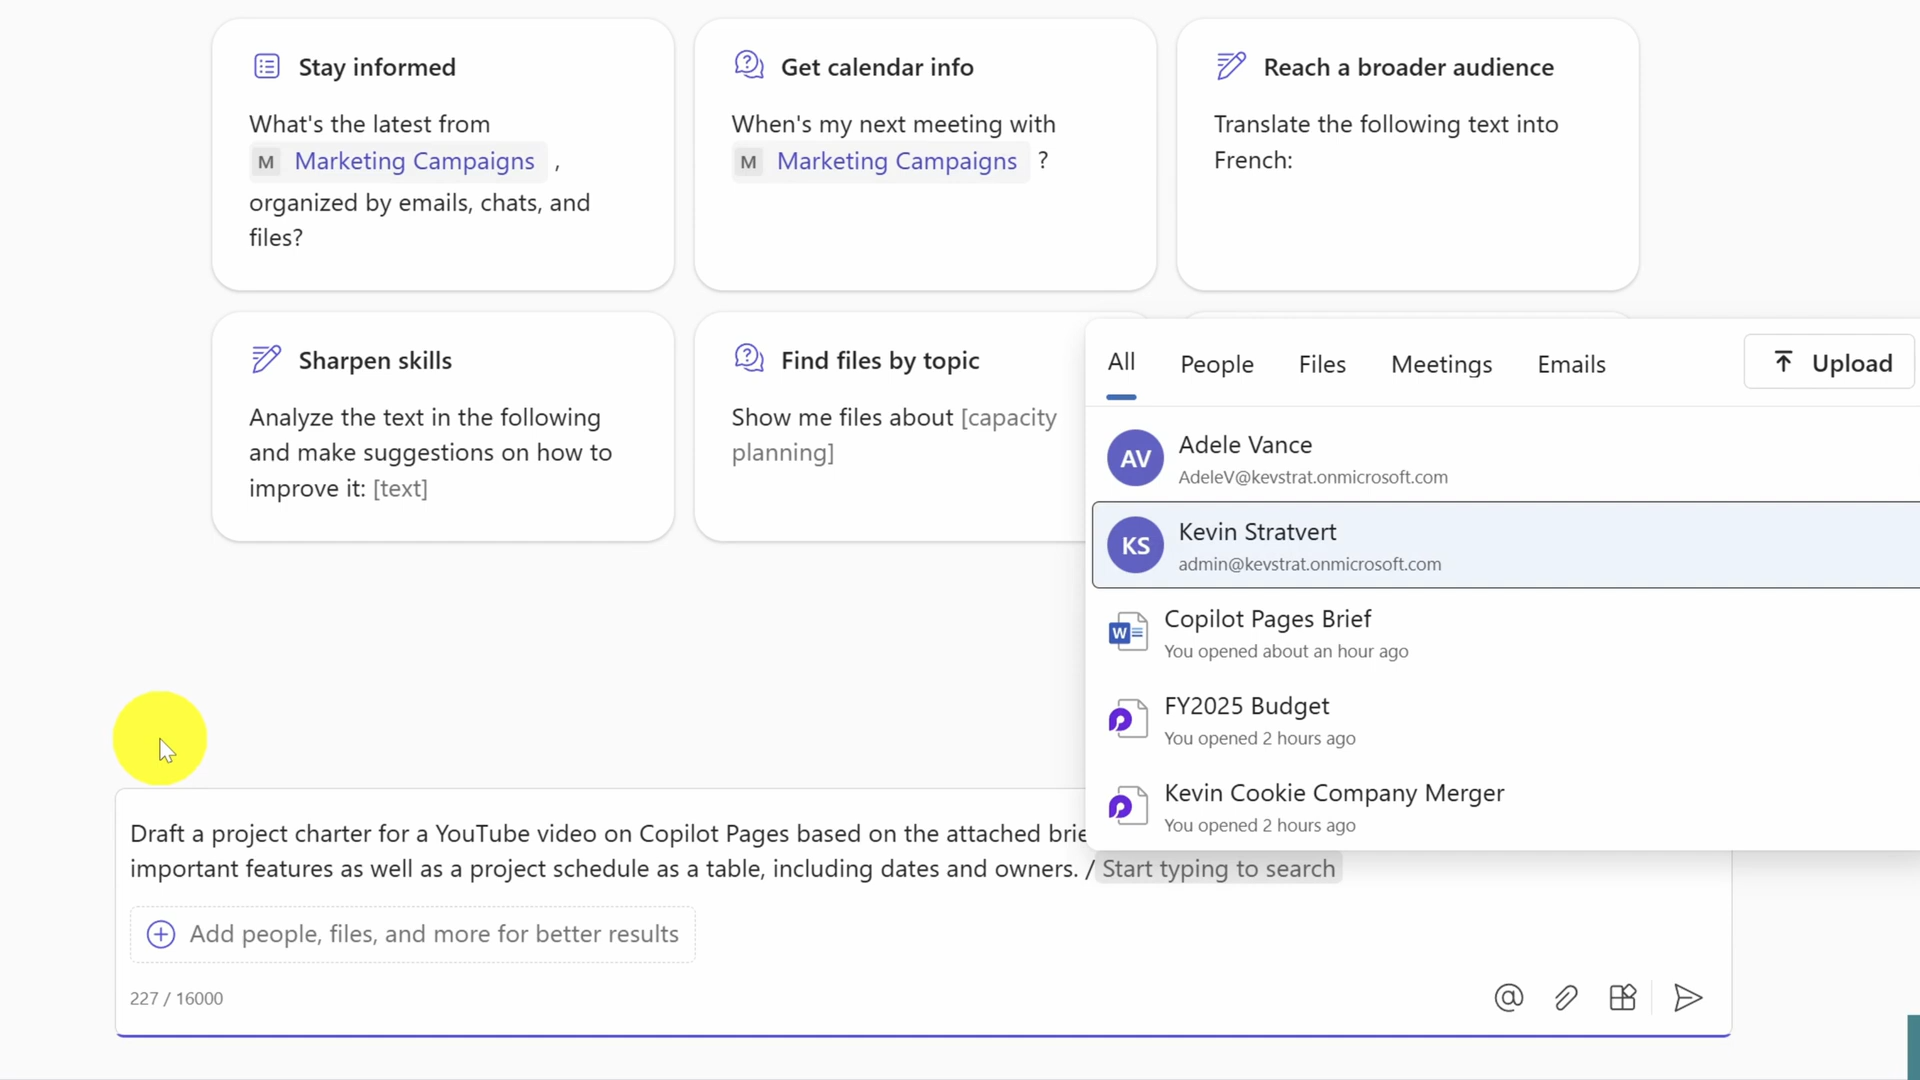 Stay informed
What's the latest from
M Marketing Campaigns ,
organized by emails, chats, and
files?
Get calendar info
When's my next meeting with
M Marketing Campaigns ?
Reach a broader audience
Translate the following text into
French:
Sharpen skills
Analyze the text in the following
and make suggestions on how to
improve it: [text]
Find files by topic
Show me files about [capacity
planning]
All People Files Meetings Emails Upload
AV Adele Vance
AdeleV@kevstrat.onmicrosoft.com
KS Kevin Stratvert
admin@kevstrat.onmicrosoft.com
W Copilot Pages Brief
You opened about an hour ago
FY2025 Budget
You opened 2 hours ago
Kevin Cookie Company Merger
You opened 2 hours ago
Draft a project charter for a YouTube video on Copilot Pages based on the attached brie
important features as well as a project schedule as a table, including dates and owners. / Start typing to search
Add people, files, and more for better results
227 / 16000